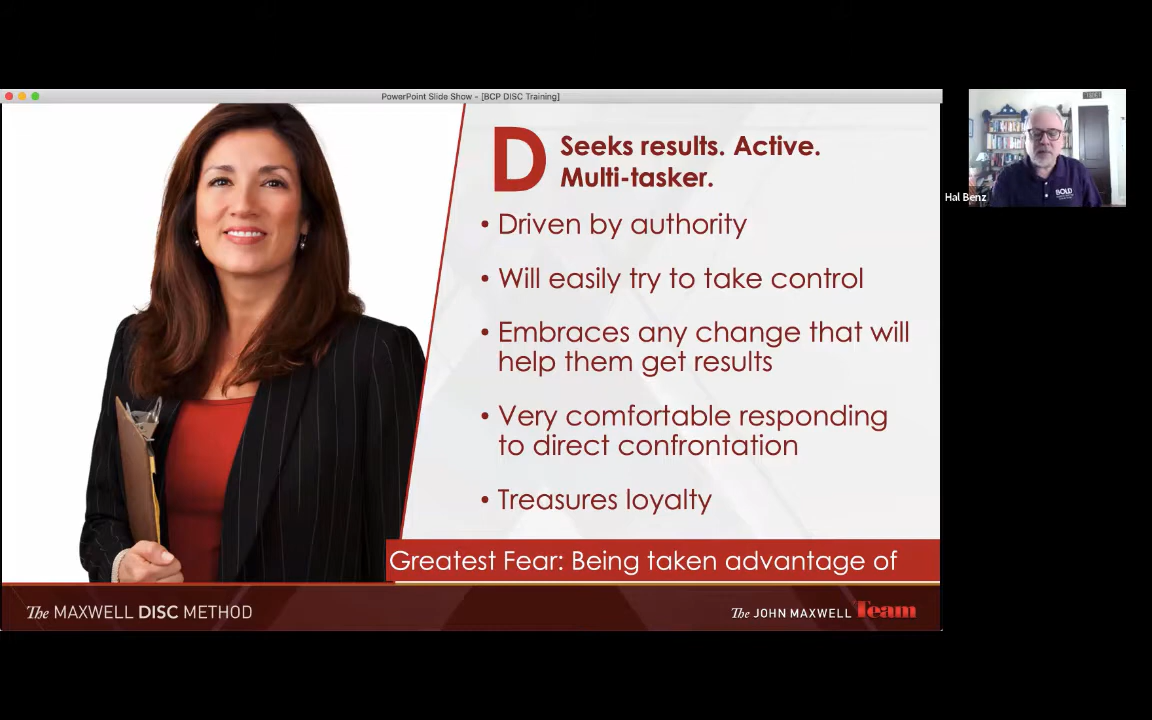 PowerPoint Slide Show - [BCP DISC Training]
D
Seeks results. Active.
Multi-tasker.
• Driven by authority
• Will easily try to take control
• Embraces any change that will
help them get results
• Very comfortable responding
to direct confrontation
• Treasures loyalty
Greatest Fear: Being taken advantage of
The MAXWELL DISC METHOD
The JOHN MAXWELL Team
BOLD
Hal Benz